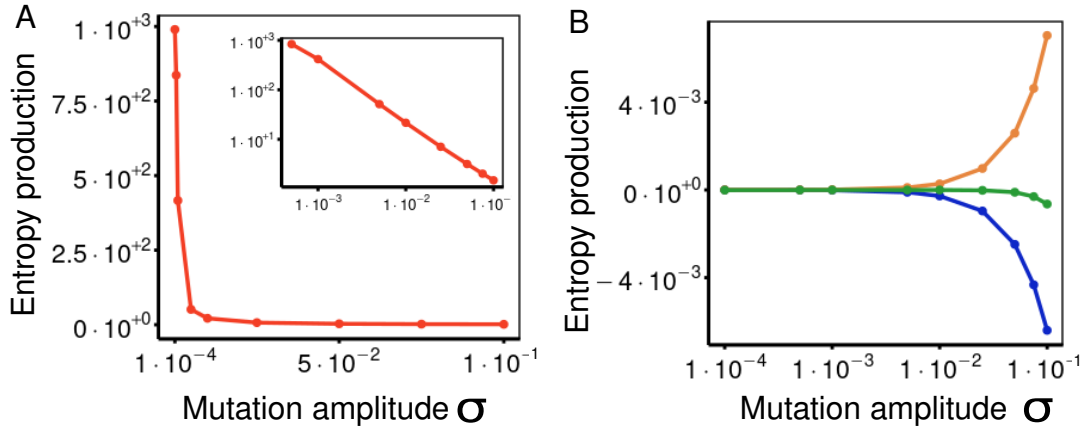 A
Entropy production
1 · 10⁺³
7.5 · 10⁺²
5 · 10⁺²
2.5 · 10⁺²
0 · 10⁺⁰
1 · 10⁻⁴
5 · 10⁻²
1 · 10⁻¹
Mutation amplitude σ
1 · 10⁺³
1 · 10⁺²
1 · 10⁺¹
1 · 10⁻³
1 · 10⁻²
1 · 10⁻
B
Entropy production
4 · 10⁻³
0 · 10⁺⁰
−4 · 10⁻³
1 · 10⁻⁴
1 · 10⁻³
1 · 10⁻²
1 · 10⁻¹
Mutation amplitude σ